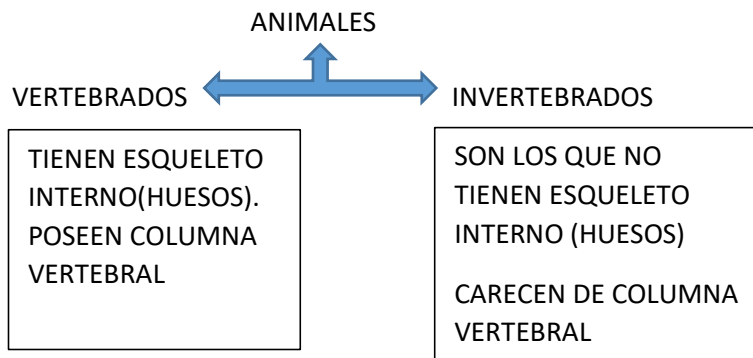 ANIMALES
VERTEBRADOS
INVERTEBRADOS
TIENEN ESQUELETO
INTERNO(HUESOS).
POSEEN COLUMNA
VERTEBRAL
SON LOS QUE NO
TIENEN ESQUELETO
INTERNO (HUESOS)
CARECEN DE COLUMNA
VERTEBRAL